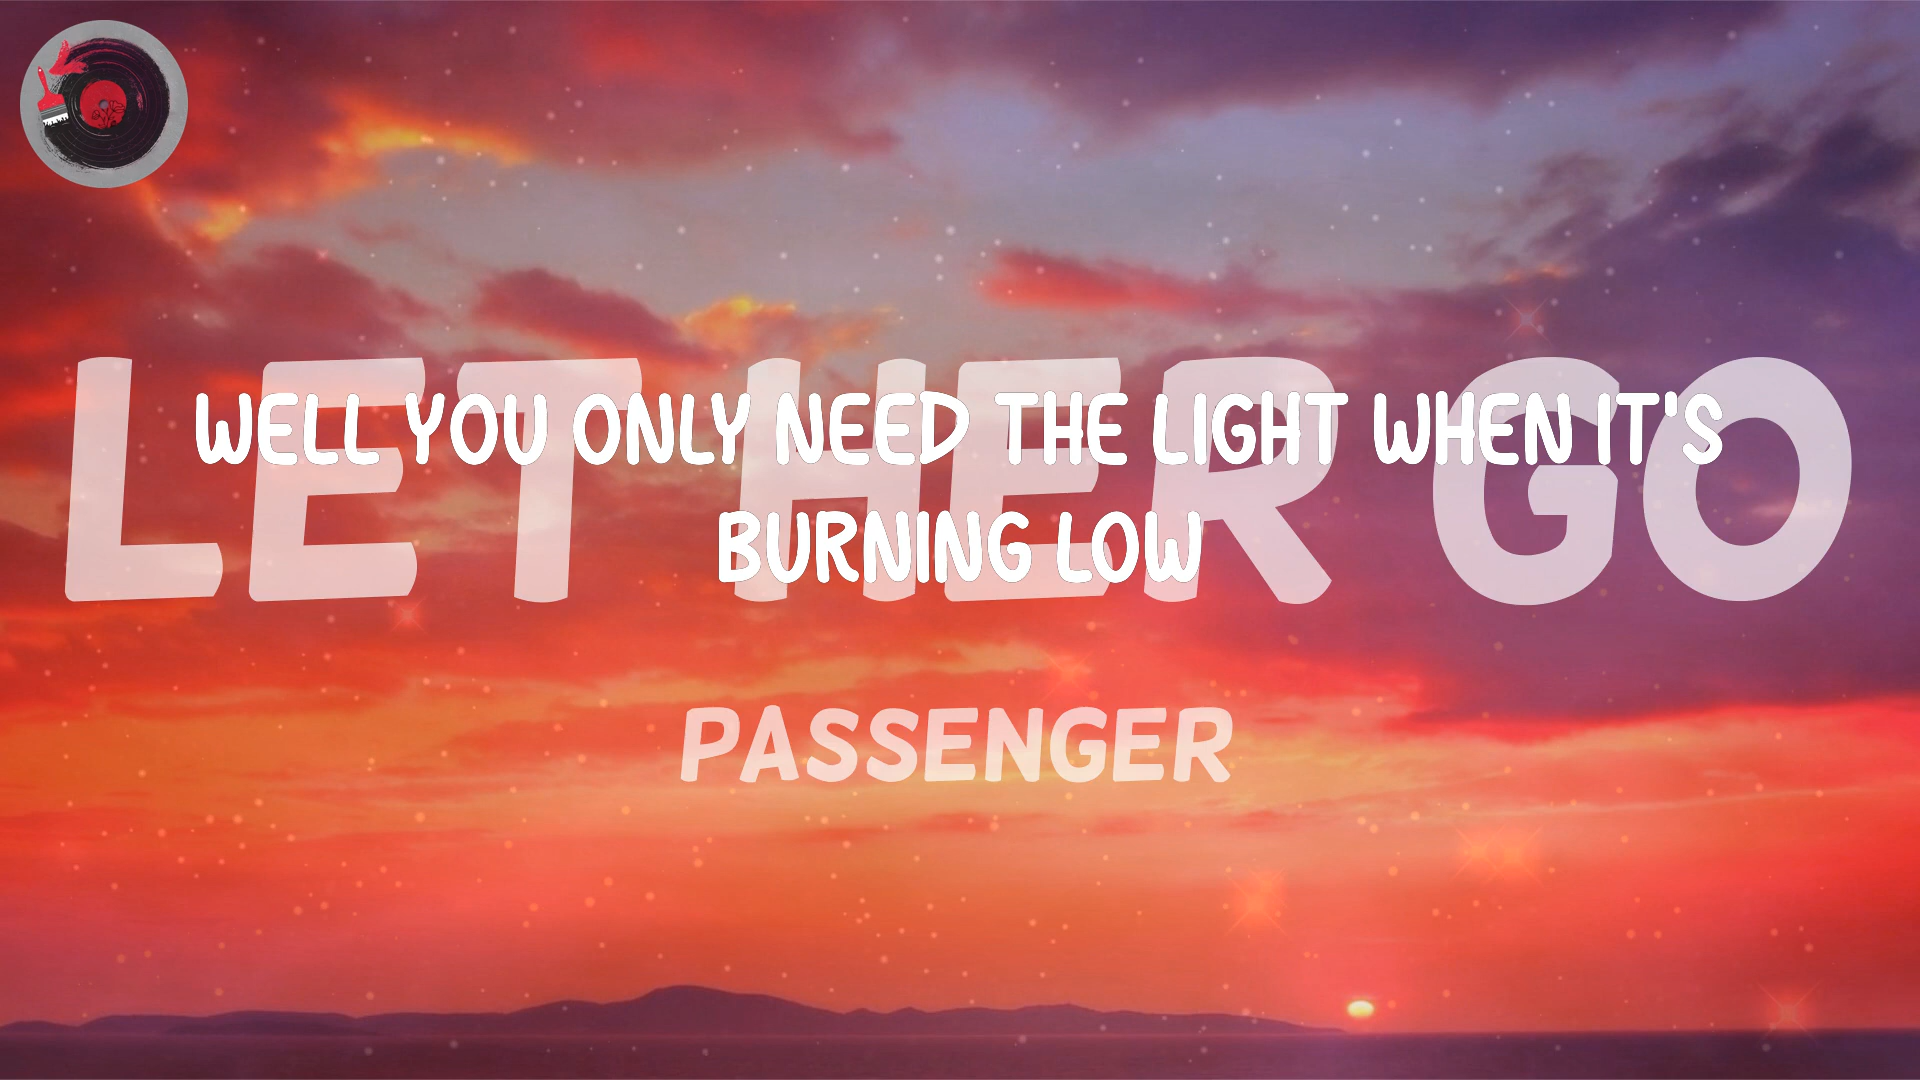 LET HER GO
WELL YOU ONLY NEED THE LIGHT WHEN IT'S
BURNING LOW
PASSENGER